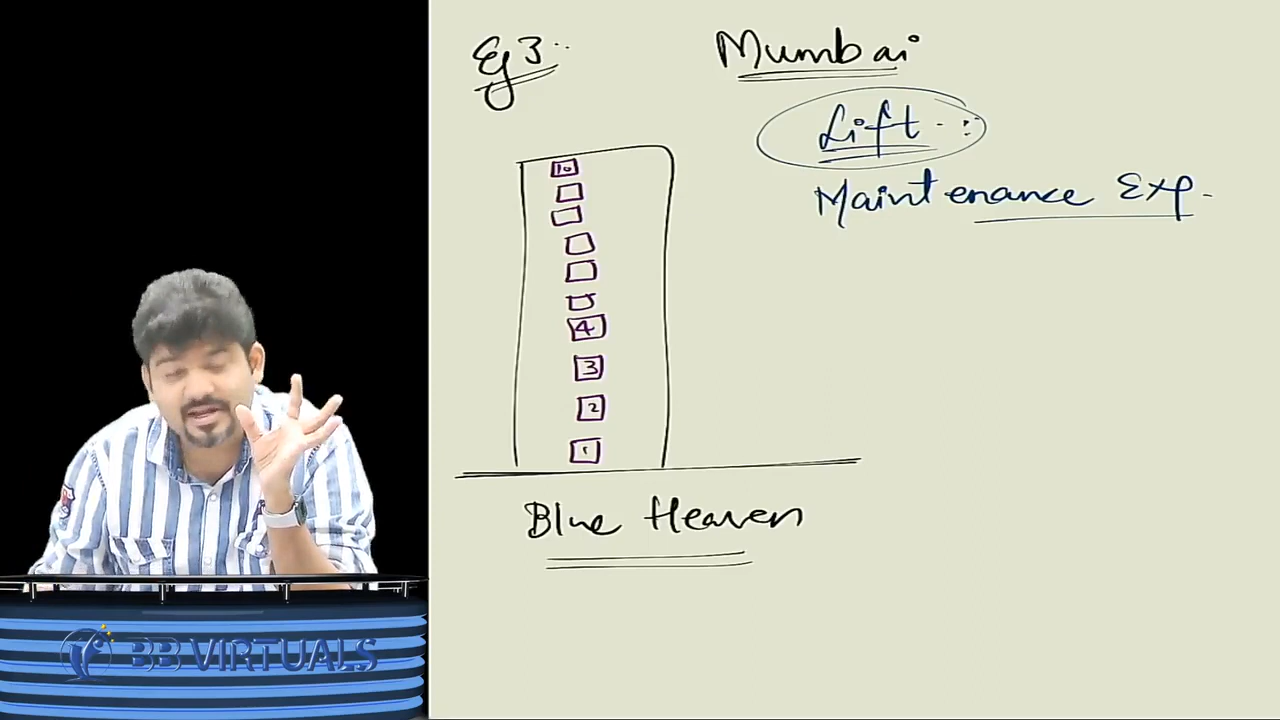 Eg 3..
Mumbai
Lift..:
Maintenance Exp.
10
4
3
2
1
Blue Heaven
BB VIRTUALS